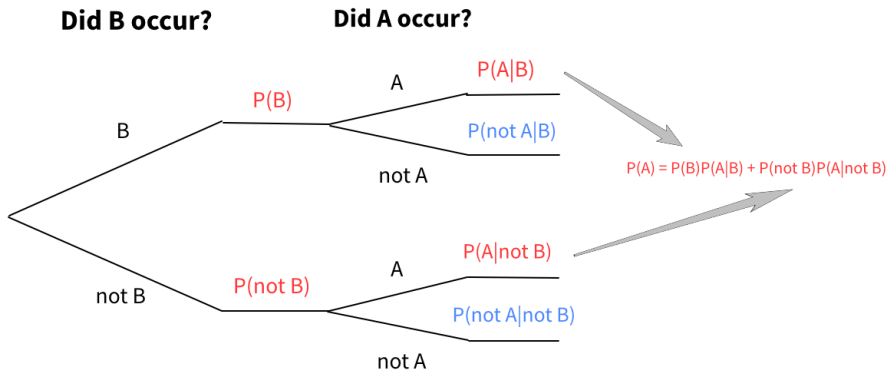 Did B occur?
Did A occur?
P(A|B)
A
P(B)
B
P(not A|B)
not A
P(A) = P(B)P(A|B) + P(not B)P(A|not B)
P(A|not B)
A
P(not B)
not B
P(not A|not B)
not A